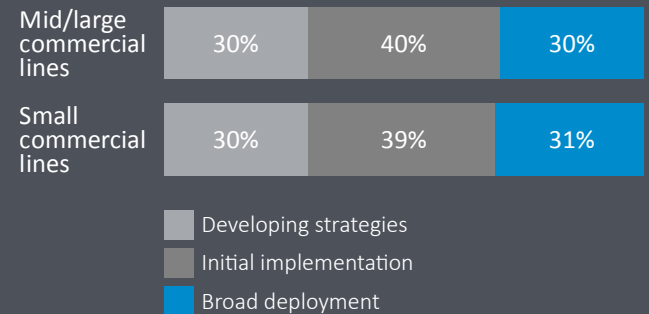 Mid/large
commercial
lines
30% 40% 30%
Small
commercial
lines
30% 39% 31%
Developing strategies
Initial implementation
Broad deployment